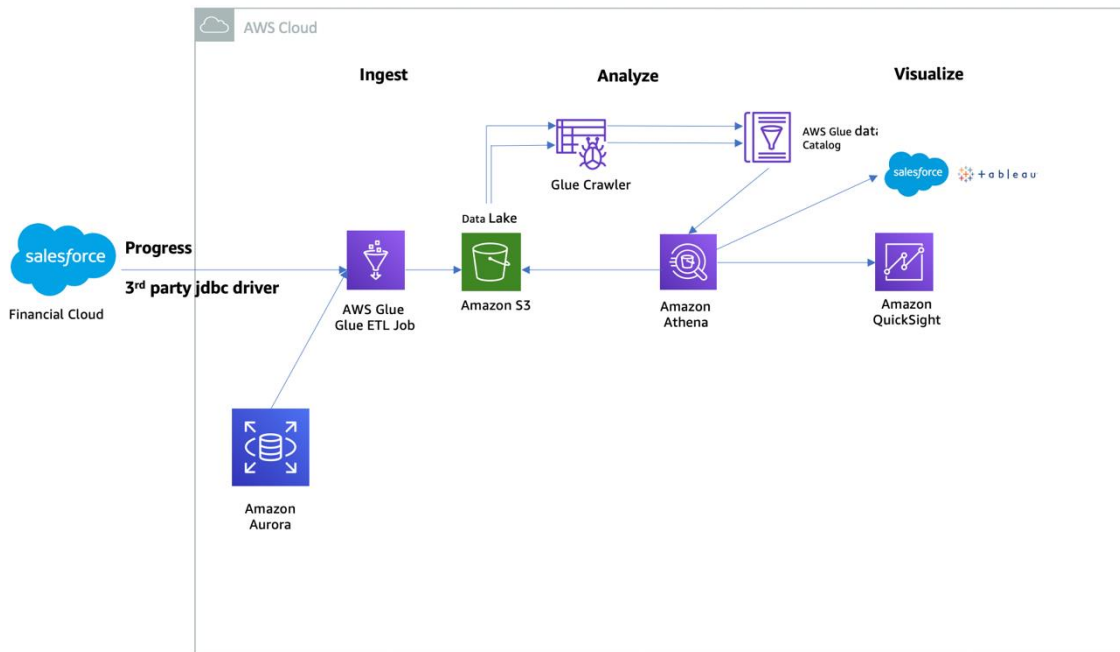 AWS Cloud
Ingest
Analyze
Visualize
AWS Glue data
Catalog
Glue Crawler
salesforce
+ a b l e a u
Data Lake
salesforce
Progress
3rd party jdbc driver
Financial Cloud
AWS Glue
Glue ETL Job
Amazon S3
Amazon
Athena
Amazon
QuickSight
Amazon
Aurora